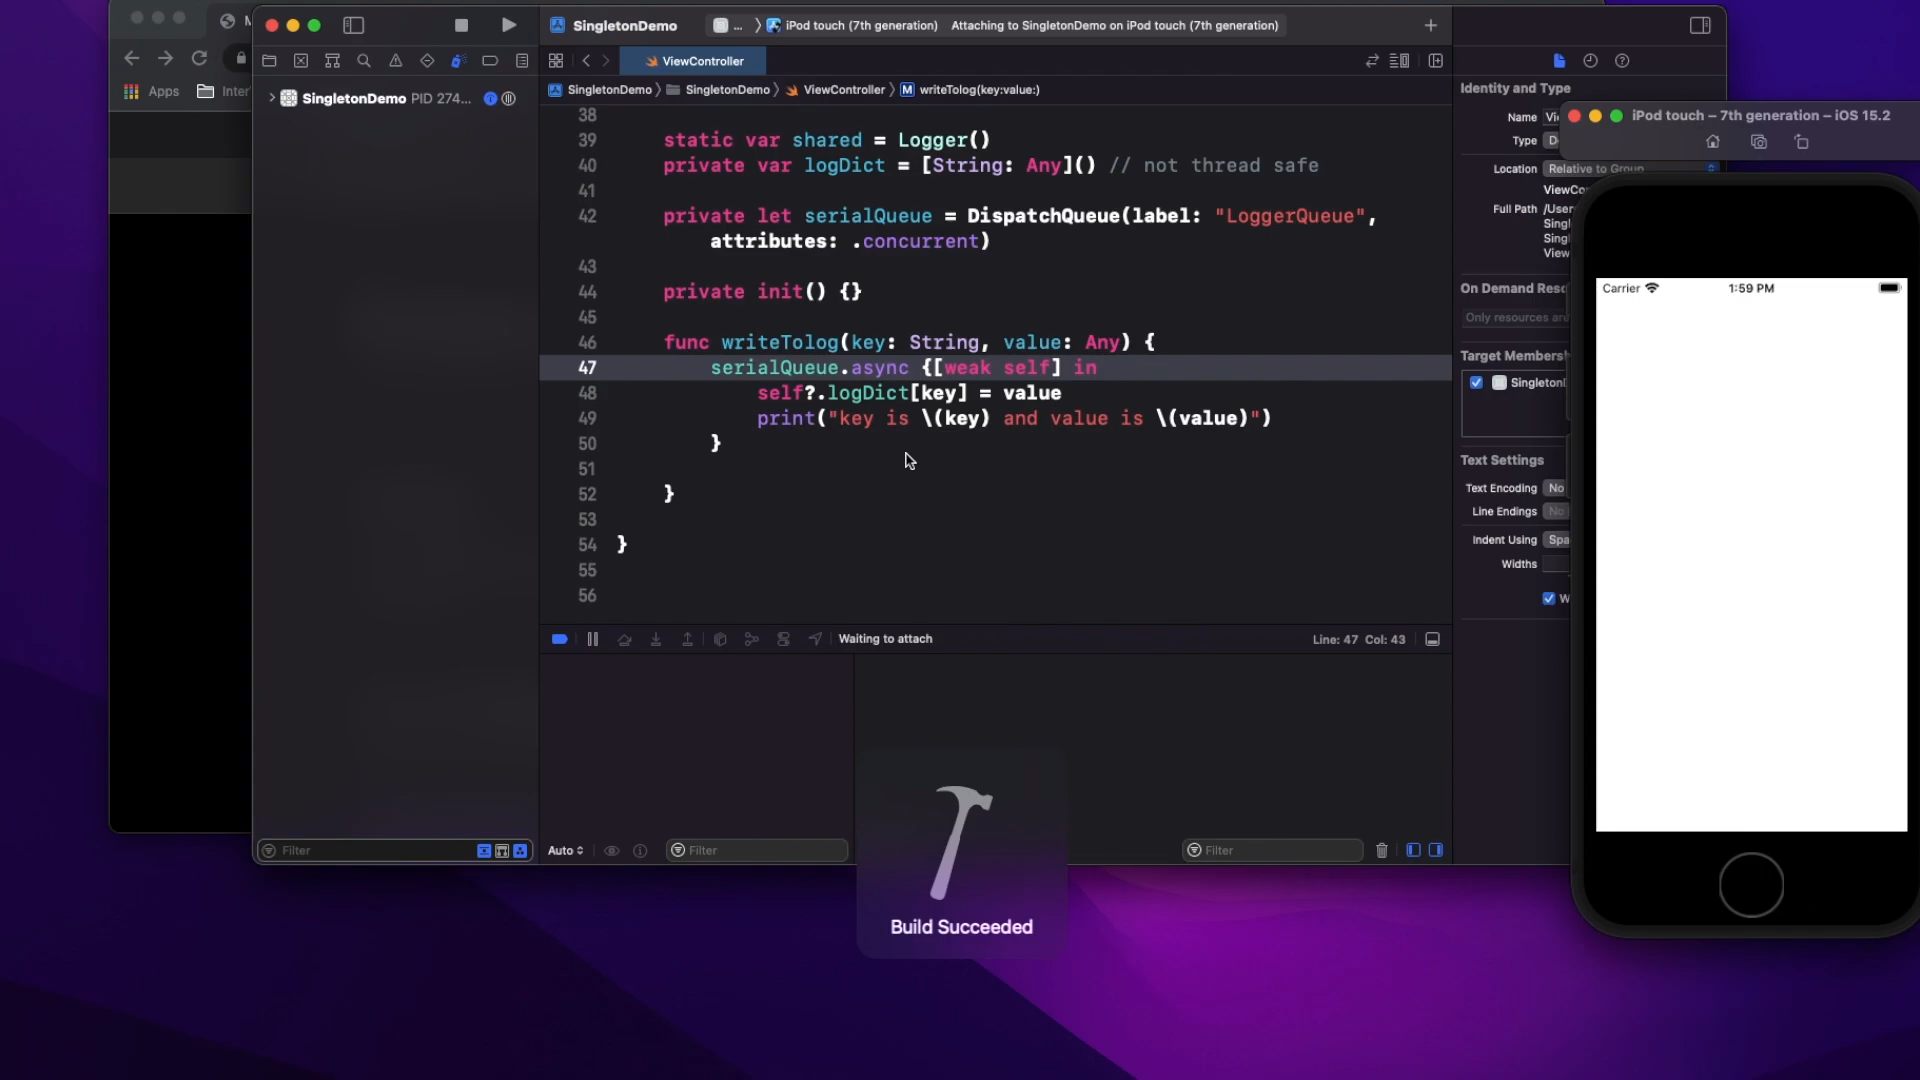 SingletonDemo
... 〉 iPod touch (7th generation)
Attaching to SingletonDemo on iPod touch (7th generation)
ViewController
Apps
SingletonDemo PID 274...
SingletonDemo 〉 SingletonDemo 〉 ViewController 〉 M writeTolog(key:value:)
38
39 static var shared = Logger()
40 private var logDict = [String: Any]() // not thread safe
41
42 private let serialQueue = DispatchQueue(label: "LoggerQueue",
attributes: .concurrent)
43
44 private init() {}
45
46 func writeTolog(key: String, value: Any) {
47 serialQueue.async {[weak self] in
48 self?.logDict[key] = value
49 print("key is \(key) and value is \(value)")
50 }
51
52 }
53
54 }
55
56
Waiting to attach
Line: 47 Col: 43
Filter
Auto
Filter
Filter
Build Succeeded
Identity and Type
Name
Type
Location Relative to Group
Full Path
On Demand
Only resources are
Target
Text Settings
Text Encoding No
Line Endings No
Indent Using
Widths
iPod touch – 7th generation – iOS 15.2
Carrier
1:59 PM